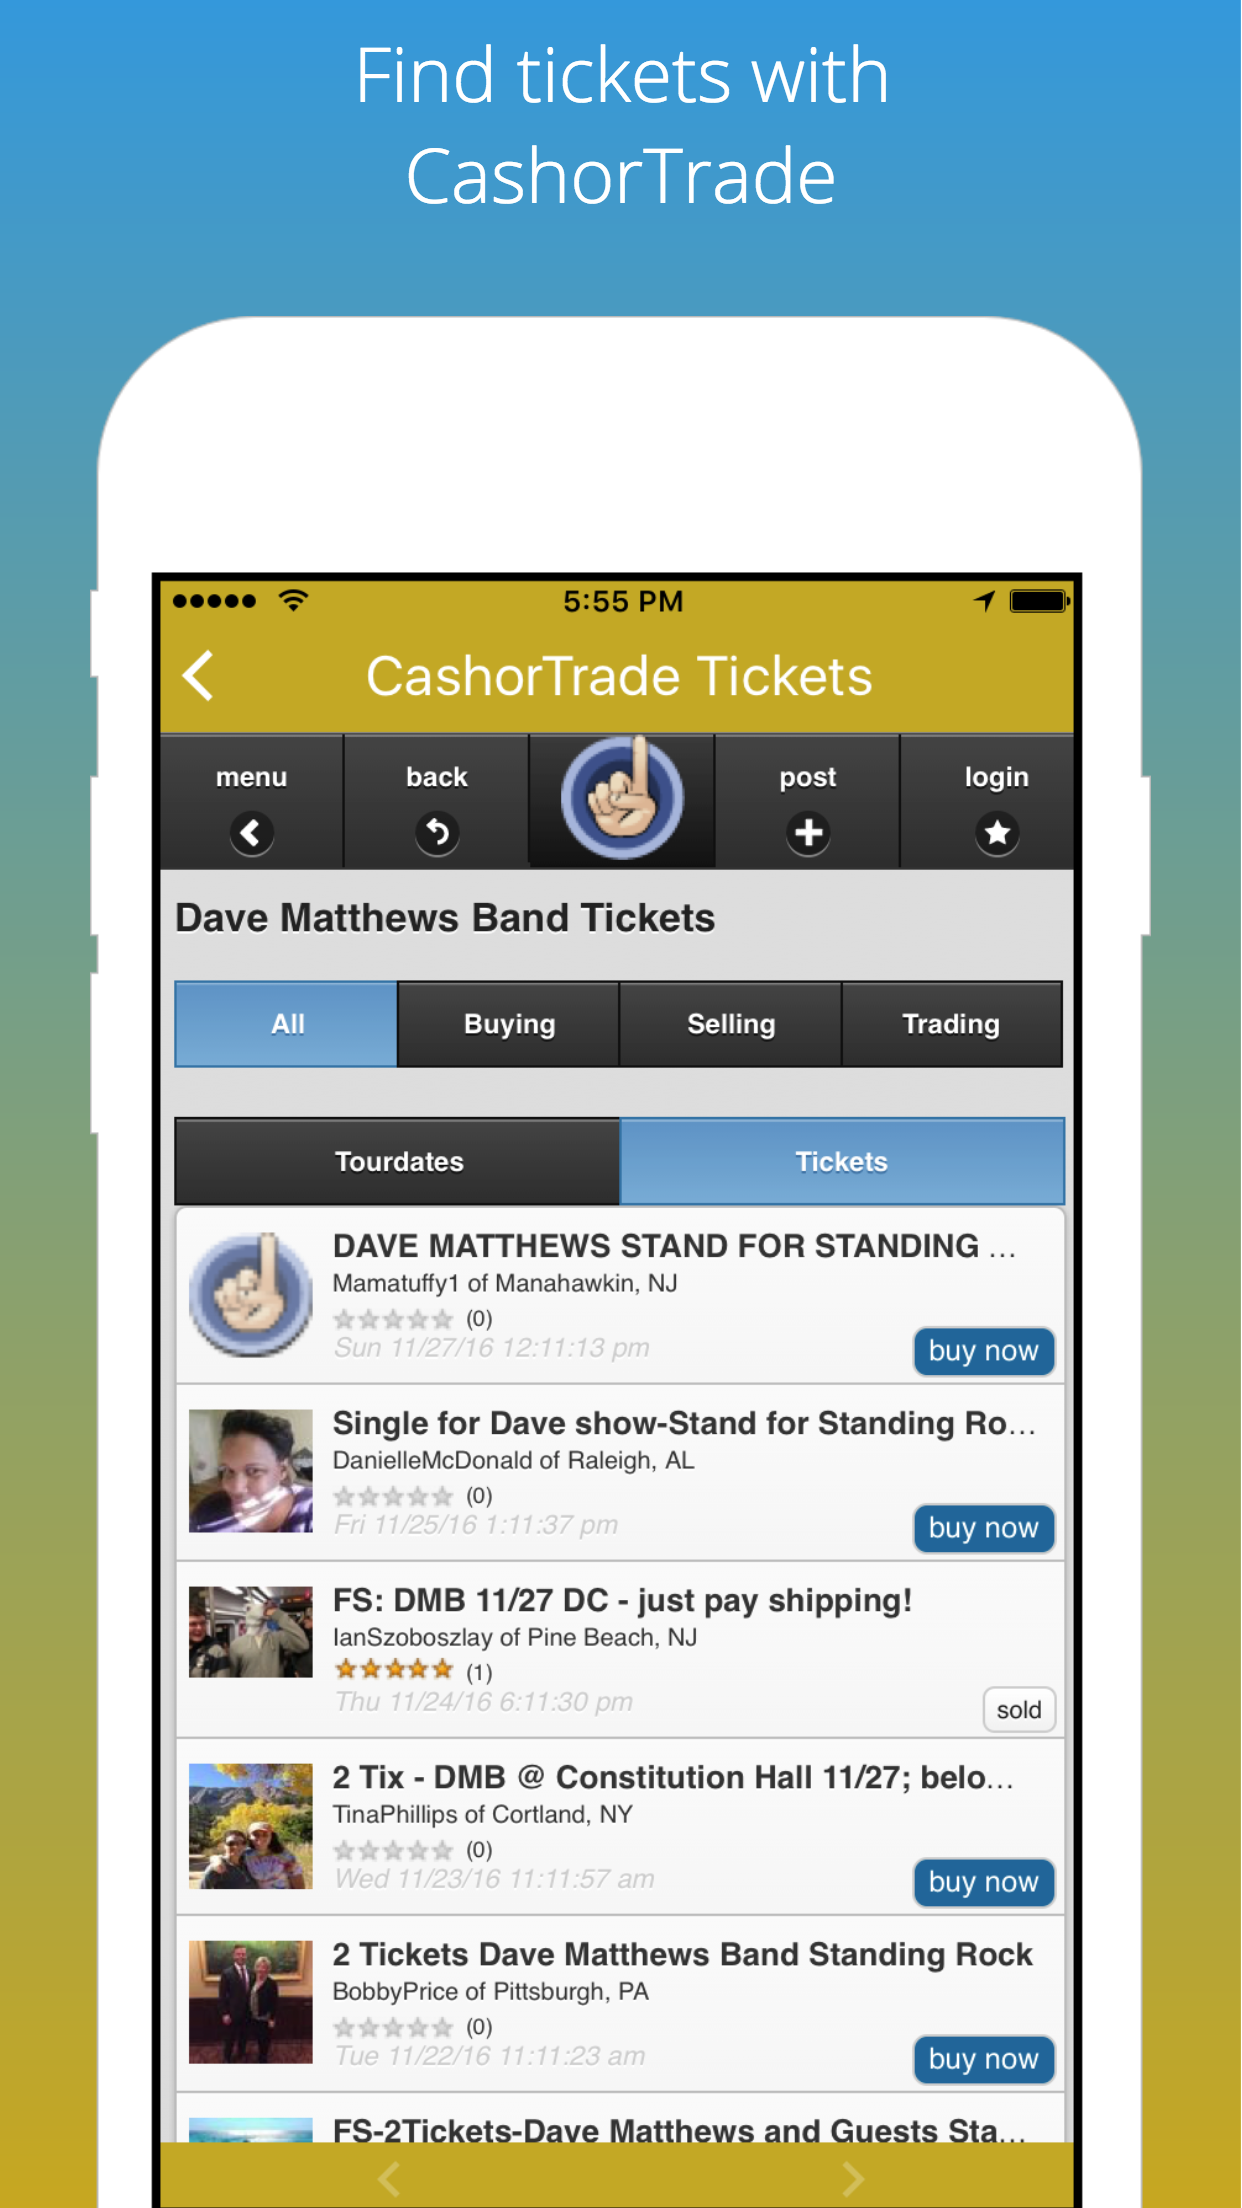 Find tickets with
CashorTrade
5:55 PM
CashorTrade Tickets
menu
back
post
login
Dave Matthews Band Tickets
All
Buying
Selling
Trading
Tourdates
Tickets
DAVE MATTHEWS STAND FOR STANDING ...
Mamatuffy1 of Manahawkin, NJ
(0)
Sun 11/27/16 12:11:13 pm
buy now
Single for Dave show-Stand for Standing Ro...
DanielleMcDonald of Raleigh, AL
(0)
Fri 11/25/16 1:11:37 pm
buy now
FS: DMB 11/27 DC - just pay shipping!
IanSzoboszlay of Pine Beach, NJ
(1)
Thu 11/24/16 6:11:30 pm
sold
2 Tix - DMB @ Constitution Hall 11/27; belo...
TinaPhillips of Cortland, NY
(0)
Wed 11/23/16 11:11:57 am
buy now
2 Tickets Dave Matthews Band Standing Rock
BobbyPrice of Pittsburgh, PA
(0)
Tue 11/22/16 11:11:23 am
buy now
FS-2Tickets-Dave Matthews and Guests Sta...